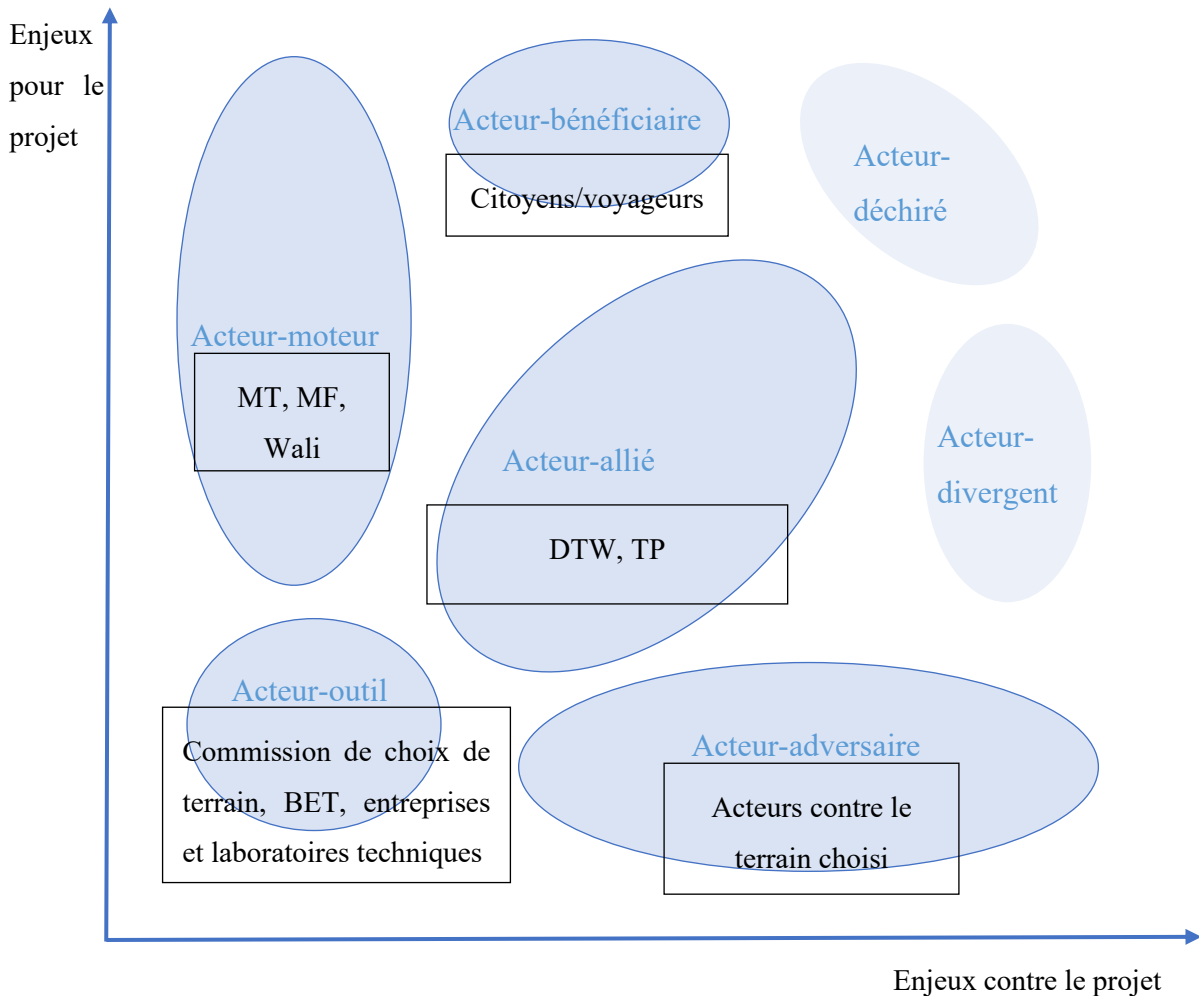 Enjeux
pour le
projet
Acteur-bénéficiaire
Citoyens/voyageurs
Acteur-
déchiré
Acteur-moteur
MT, MF,
Wali
Acteur-allié
DTW, TP
Acteur-
divergent
Acteur-outil
Commission de choix de
terrain, BET, entreprises
et laboratoires techniques
Acteur-adversaire
Acteurs contre le
terrain choisi
Enjeux contre le projet